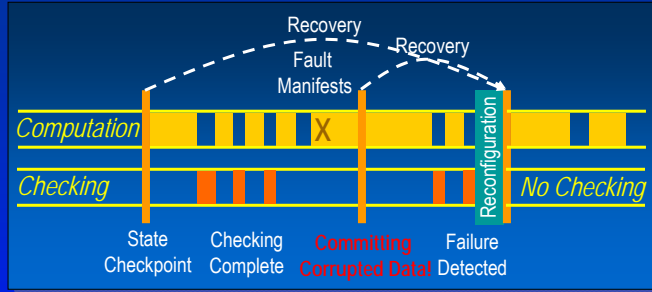 Recovery
Recovery
Fault
Manifests
Computation
X
Reconfiguration
Checking
No Checking
State
Checkpoint
Checking
Complete
Committing
Corrupted Data!
Failure
Detected